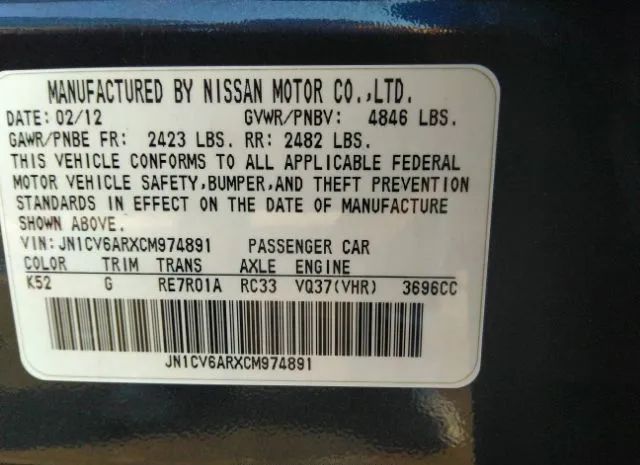 MANUFACTURED BY NISSAN MOTOR CO.,LTD.
DATE: 02/12 GVWR/PNBV: 4846 LBS.
GAWR/PNBE FR: 2423 LBS. RR: 2482 LBS.
THIS VEHICLE CONFORMS TO ALL APPLICABLE FEDERAL
MOTOR VEHICLE SAFETY,BUMPER,AND THEFT PREVENTION
STANDARDS IN EFFECT ON THE DATE OF MANUFACTURE
SHOWN ABOVE.
VIN:JN1CV6ARXCM974891 PASSENGER CAR
COLOR TRIM TRANS AXLE ENGINE
K52 G RE7R01A RC33 VQ37(VHR) 3696CC
JN1CV6ARXCM974891